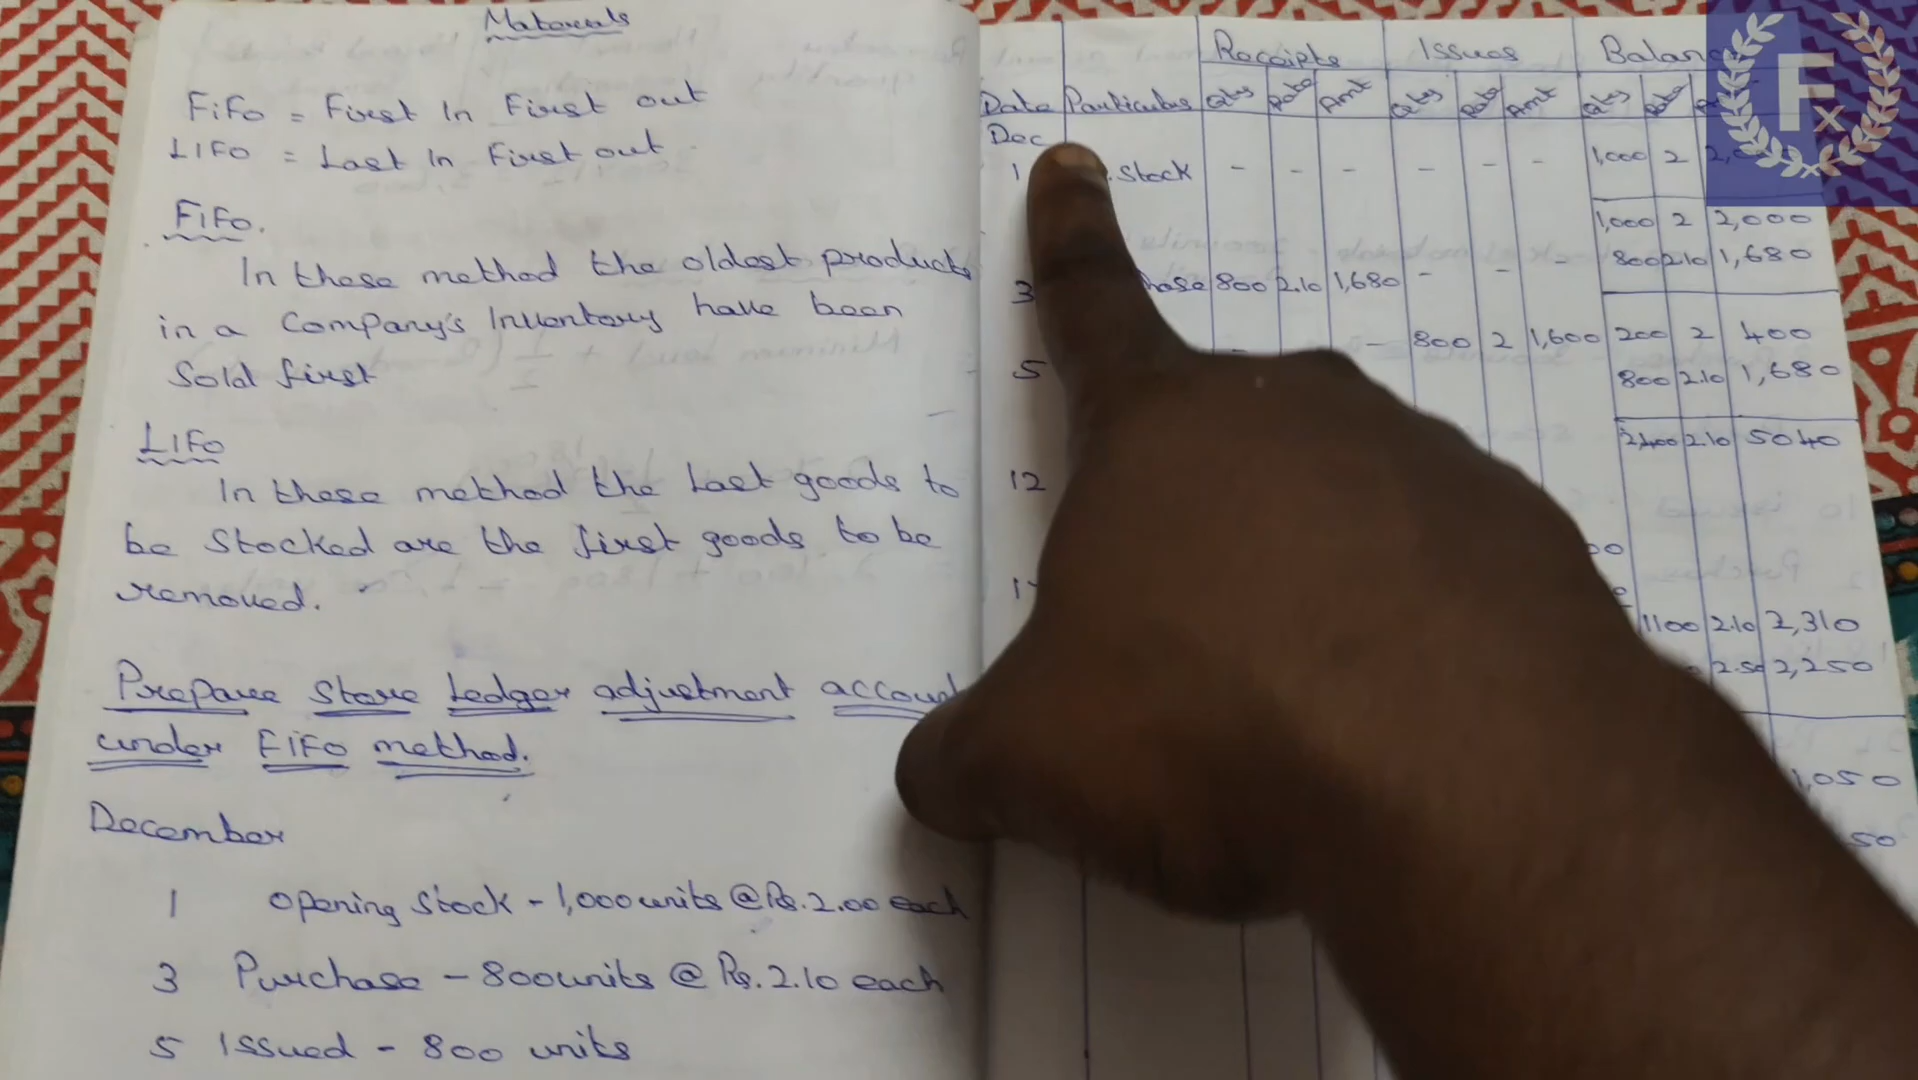 Materials
FiFo = First In First out
LIFO = Last In First out
FIFo.
In these method the oldest products
in a Company's Inventory have been
Sold first
LIFo
In these method the Last goods to
be Stocked are the first goods to be
removed.
Prepare Store Ledger adjustment account
under FIFO method.
December
1 Opening Stock - 1,000 units @ Rs. 2.00 each
3 Purchase - 800 units @ Rs. 2.10 each
5 Issued - 800 units
Receipts Issues Balance
Date Particulars Qty Rate Amt Qty Rate Amt Qty Rate
Dec
1 Stock - - - - - - 1,000 2
1,000 2 2,000
800 2.10 1,680
3 800 2.10 1,680 - - -
- - 800 2 1,600 200 2 400
5 800 2.10 1,680
2,400 2.10 5040
12
1100 2.10 2,310
2.50 2,250
1,050
50
Fx